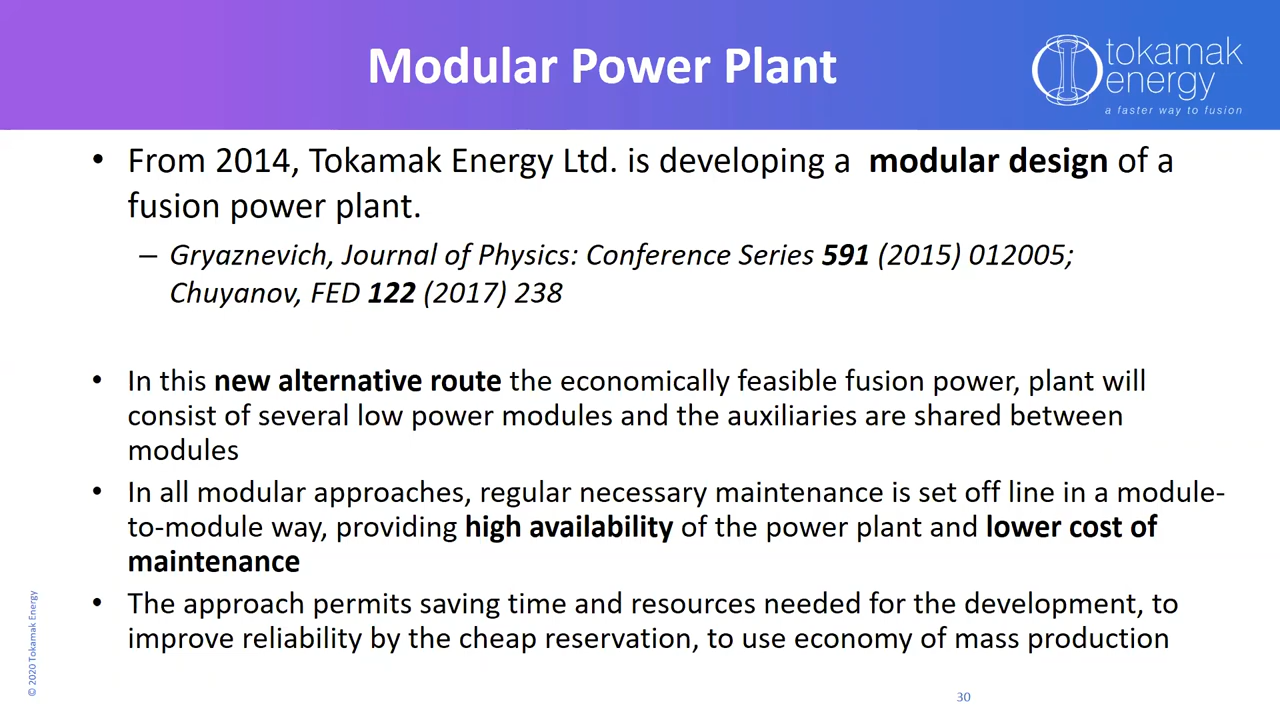 Modular Power Plant
tokamak
energy
a faster way to fusion
• From 2014, Tokamak Energy Ltd. is developing a modular design of a
fusion power plant.
– Gryaznevich, Journal of Physics: Conference Series 591 (2015) 012005;
Chuyanov, FED 122 (2017) 238
• In this new alternative route the economically feasible fusion power, plant will
consist of several low power modules and the auxiliaries are shared between
modules
• In all modular approaches, regular necessary maintenance is set off line in a module-
to-module way, providing high availability of the power plant and lower cost of
maintenance
• The approach permits saving time and resources needed for the development, to
improve reliability by the cheap reservation, to use economy of mass production
© 2020 Tokamak Energy
30